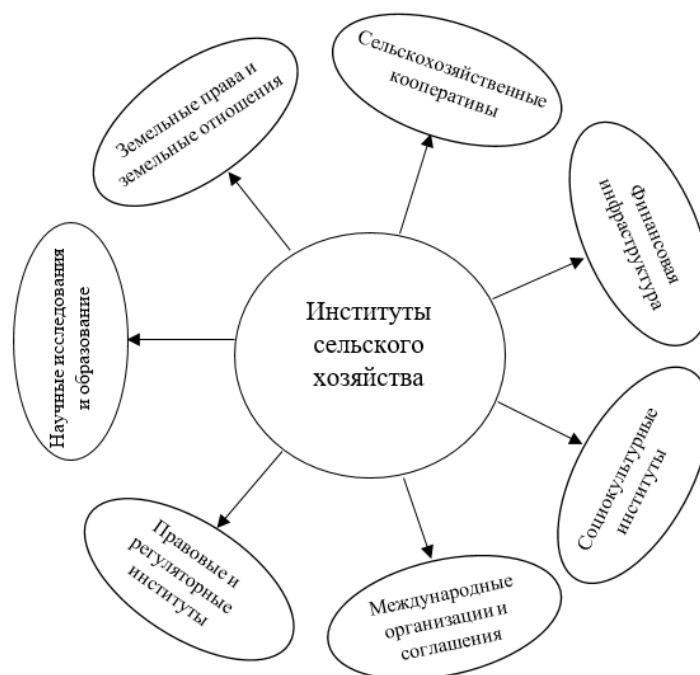 Институты
сельского
хозяйства
Сельскохозяйственные
кооперативы
Финансовая
инфраструктура
Социокультурные
институты
Международные
организации и
соглашения
Правовые и
регуляторные
институты
Научные исследования
и образование
Земельные права и
земельные отношения